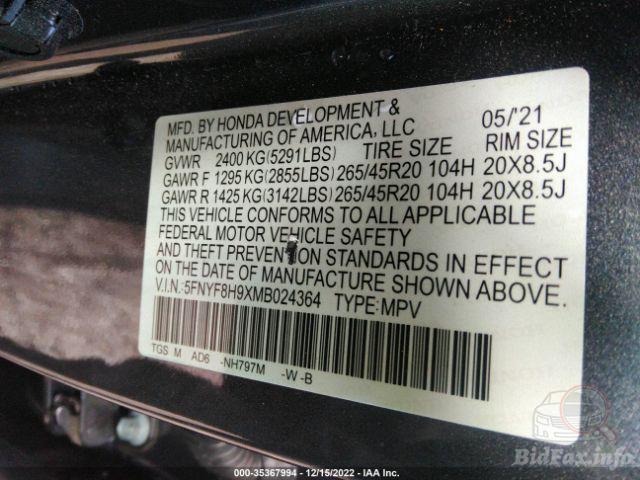 MFD. BY HONDA DEVELOPMENT & 05/'21
MANUFACTURING OF AMERICA, LLC
GVWR 2400 KG(5291LBS) TIRE SIZE RIM SIZE
GAWR F 1295 KG(2855LBS) 265/45R20 104H 20X8.5J
GAWR R 1425 KG(3142LBS) 265/45R20 104H 20X8.5J
THIS VEHICLE CONFORMS TO ALL APPLICABLE
FEDERAL MOTOR VEHICLE SAFETY
AND THEFT PREVENTION STANDARDS IN EFFECT
ON THE DATE OF MANUFACTURE SHOWN ABOVE.
V.I.N.:5FNYF8H9XMB024364 TYPE:MPV
TGS M AD6 -NH797M -W -B
BidFax.info
000-35367994 - 12/15/2022 - IAA Inc.